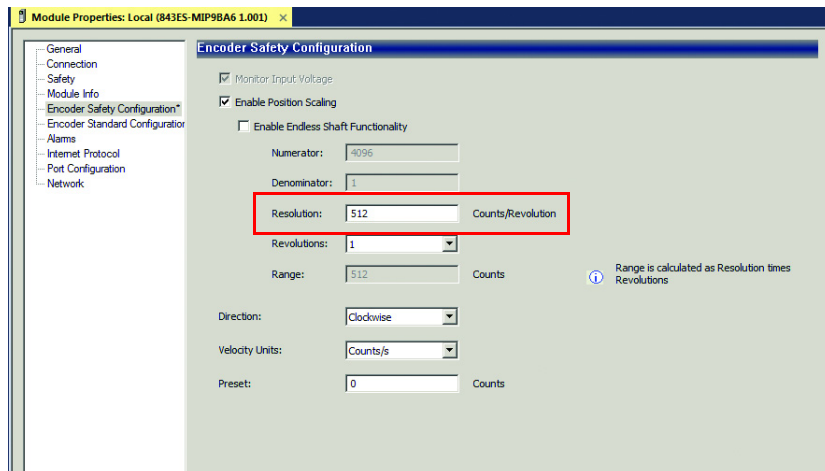 Module Properties: Local (843ES-MIP9BA6 1.001) ×
General
Connection
Safety
Module Info
Encoder Safety Configuration*
Encoder Standard Configuration
Alarms
Internet Protocol
Port Configuration
Network
Encoder Safety Configuration
Monitor Input Voltage
Enable Position Scaling
Enable Endless Shaft Functionality
Numerator: 4096
Denominator: 1
Resolution: 512 Counts/Revolution
Revolutions: 1
Range: 512 Counts
Range is calculated as Resolution times
Revolutions
Direction: Clockwise
Velocity Units: Counts/s
Preset: 0 Counts